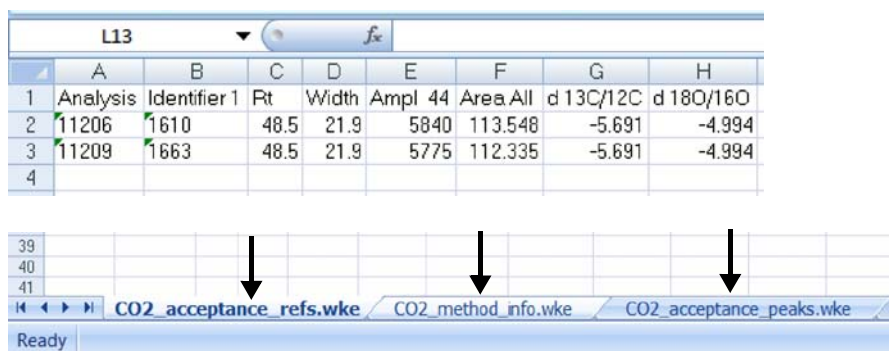 L13 fx
A B C D E F G H
1 Analysis Identifier 1 Rt Width Ampl 44 Area All d 13C/12C d 18O/16O
2 11206 1610 48.5 21.9 5840 113.548 -5.691 -4.994
3 11209 1663 48.5 21.9 5775 112.335 -5.691 -4.994
4
39
40
41
CO2_acceptance_refs.wke CO2_method_info.wke CO2_acceptance_peaks.wke
Ready